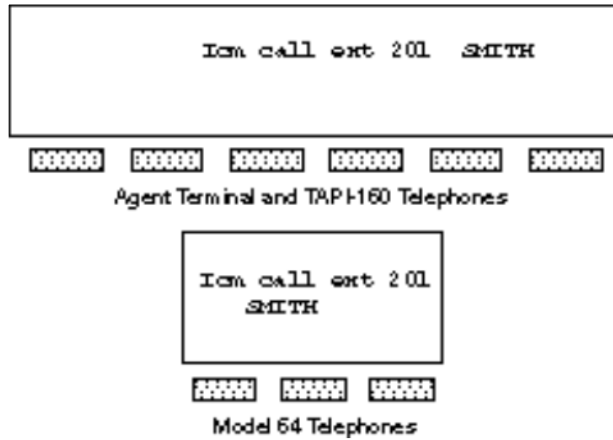 Icm call ext 201 SMITH
Agent Terminal and TAPI-160 Telephones
Icm call ext 201
SMITH
Model 64 Telephones